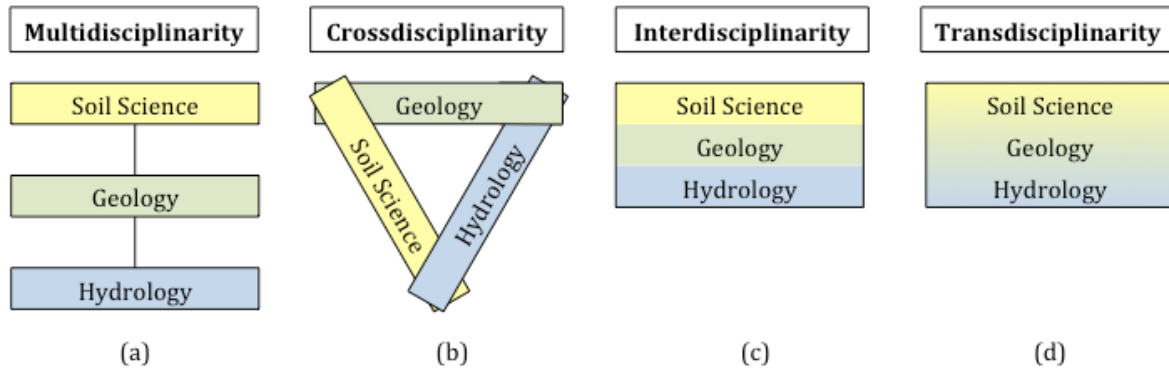 Multidisciplinarity
Crossdisciplinarity
Interdisciplinarity
Transdisciplinarity
Soil Science
Geology
Hydrology
Geology
Soil Science
Hydrology
Soil Science
Geology
Hydrology
Soil Science
Geology
Hydrology
(a)
(b)
(c)
(d)